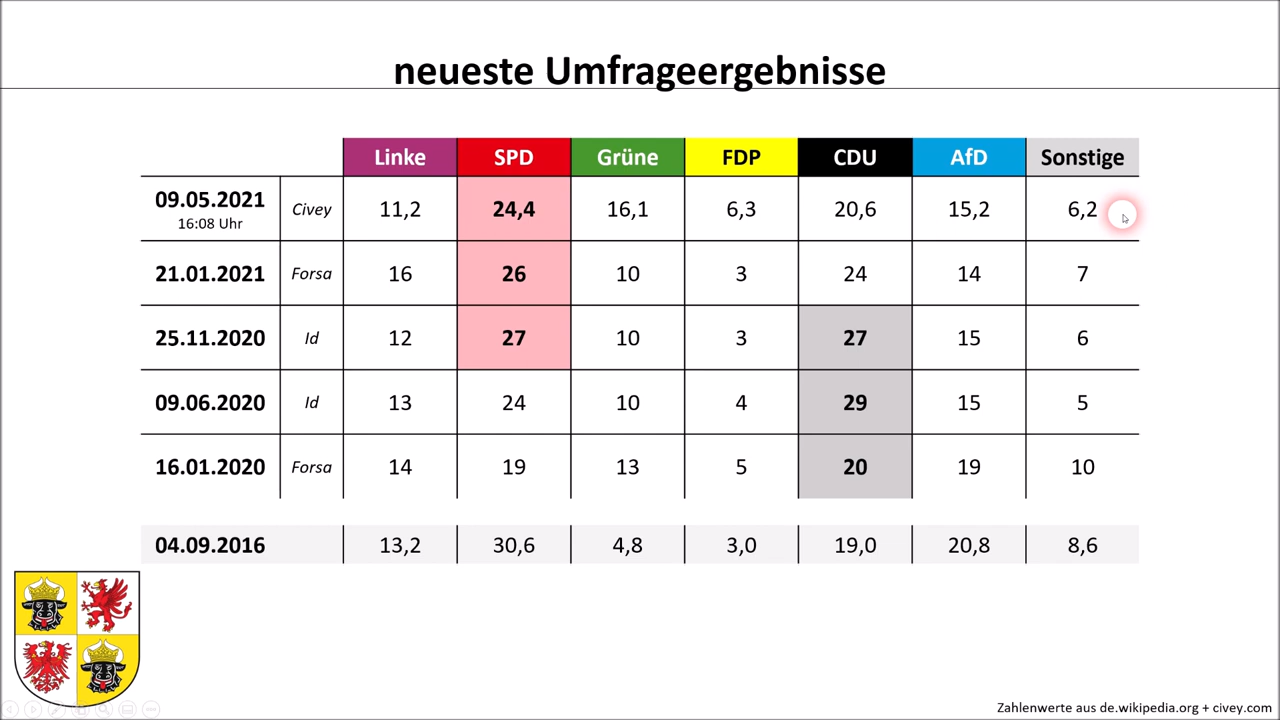 neueste Umfrageergebnisse
Linke SPD Grüne FDP CDU AfD Sonstige
09.05.2021 16:08 Uhr Civey 11,2 24,4 16,1 6,3 20,6 15,2 6,2
21.01.2021 Forsa 16 26 10 3 24 14 7
25.11.2020 Id 12 27 10 3 27 15 6
09.06.2020 Id 13 24 10 4 29 15 5
16.01.2020 Forsa 14 19 13 5 20 19 10
04.09.2016 13,2 30,6 4,8 3,0 19,0 20,8 8,6
Zahlenwerte aus de.wikipedia.org + civey.com